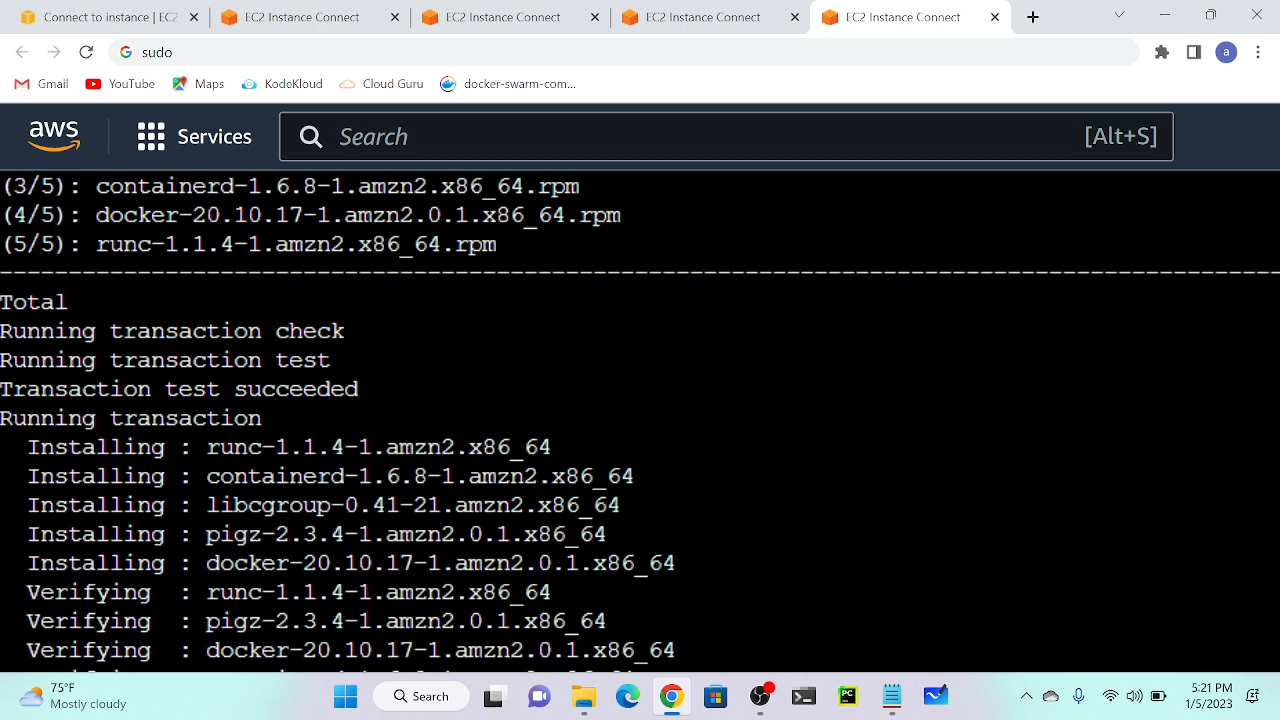 Connect to instance | EC2
EC2 Instance Connect
EC2 Instance Connect
EC2 Instance Connect
EC2 Instance Connect
sudo
a
Gmail
YouTube
Maps
KodeKloud
Cloud Guru
docker-swarm-com...
aws
Services
Search
[Alt+S]
(3/5): containerd-1.6.8-1.amzn2.x86_64.rpm
(4/5): docker-20.10.17-1.amzn2.0.1.x86_64.rpm
(5/5): runc-1.1.4-1.amzn2.x86_64.rpm
--------------------------------------------------------------------------------------------
Total
Running transaction check
Running transaction test
Transaction test succeeded
Running transaction
Installing : runc-1.1.4-1.amzn2.x86_64
Installing : containerd-1.6.8-1.amzn2.x86_64
Installing : libcgroup-0.41-21.amzn2.x86_64
Installing : pigz-2.3.4-1.amzn2.0.1.x86_64
Installing : docker-20.10.17-1.amzn2.0.1.x86_64
Verifying : runc-1.1.4-1.amzn2.x86_64
Verifying : pigz-2.3.4-1.amzn2.0.1.x86_64
Verifying : docker-20.10.17-1.amzn2.0.1.x86_64
75°F
Mostly cloudy
Search
PC
5:21 PM
1/5/2023